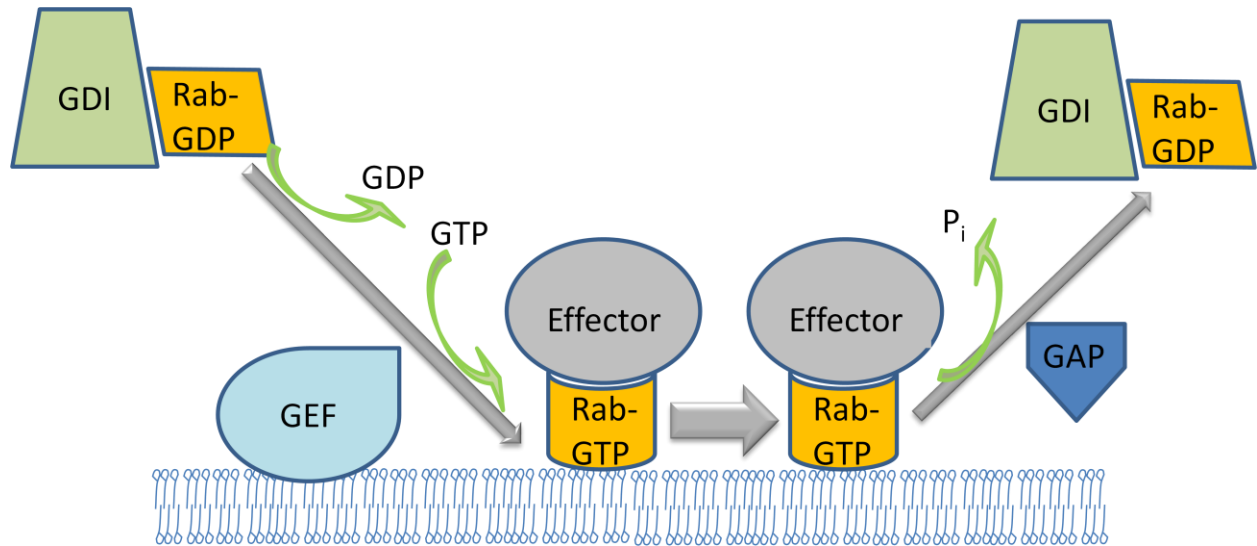 GDI
Rab-
GDP
GDP
GTP
GEF
Effector
Rab-
GTP
Effector
Rab-
GTP
Pi
GAP
GDI
Rab-
GDP